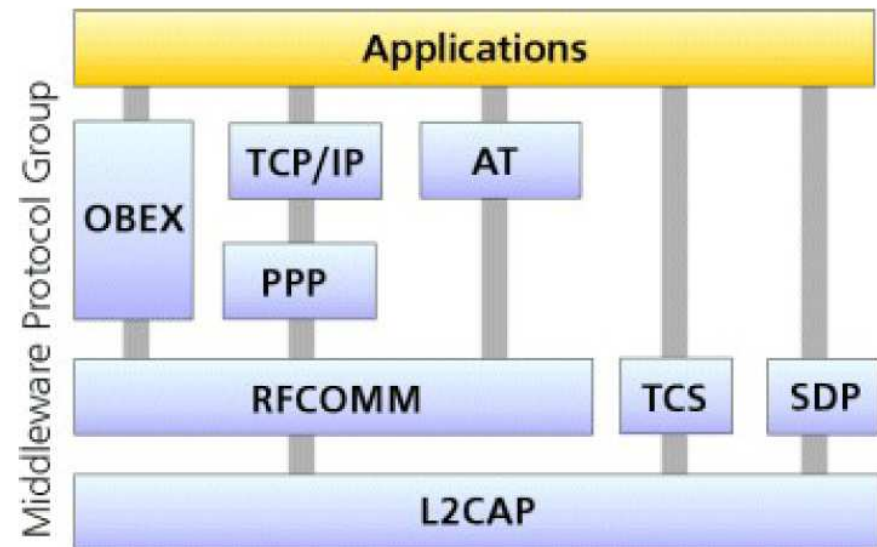 Applications
Middleware Protocol Group
OBEX
TCP/IP
AT
PPP
RFCOMM
TCS
SDP
L2CAP